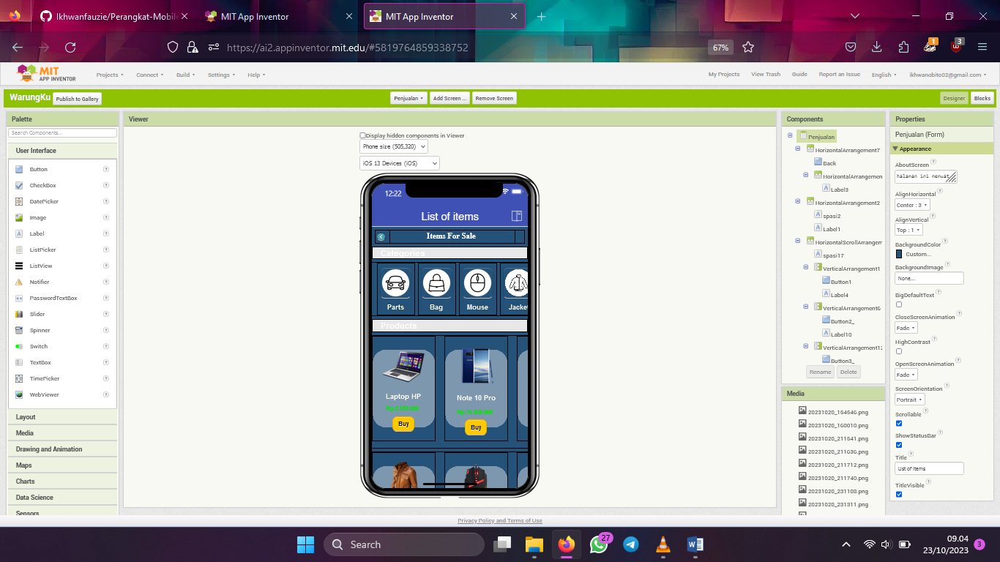 Ikhwanfauzie/Perangkat-Mobile
MIT App Inventor
MIT App Inventor
https://ai2.appinventor.mit.edu/#5819764859338752
67%
1
3
MIT
APP INVENTOR
Projects
Connect
Build
Settings
Help
My Projects
View Trash
Guide
Report an Issue
English
ikhwanobito02@gmail.com
WarungKu
Publish to Gallery
Penjualan
Add Screen ...
Remove Screen
Designer
Blocks
Palette
Search Components...
User Interface
Button
CheckBox
DatePicker
Image
Label
ListPicker
ListView
Notifier
PasswordTextBox
Slider
Spinner
Switch
TextBox
TimePicker
WebViewer
Layout
Media
Drawing and Animation
Maps
Charts
Data Science
Sensors
Viewer
Display hidden components in Viewer
Phone size (505,320)
iOS 13 Devices (iOS)
12:22
List of items
Items For Sale
Categories
Parts
Bag
Mouse
Jacke
Products
Laptop HP
Note 10 Pro
Buy
Buy
Components
Penjualan
HorizontalArrangement7
Back
HorizontalArrangemen
Label3
HorizontalArrangement2
spasi2
Label1
HorizontalScrollArrangem
spasi17
VerticalArrangement1
Button1
Label4
VerticalArrangement6
Button2_
Label10
VerticalArrangement12
Button3_
Rename
Delete
Media
20231020_154646.png
20231020_160010.png
20231020_211641.png
20231020_211636.png
20231020_211712.png
20231020_211740.png
20231020_231108.png
20231020_231311.png
Properties
Penjualan (Form)
Appearance
AboutScreen
halaman ini memuat
AlignHorizontal
Center : 3
AlignVertical
Top : 1
BackgroundColor
Custom...
BackgroundImage
None...
BigDefaultText
CloseScreenAnimation
Fade
HighContrast
OpenScreenAnimation
Fade
ScreenOrientation
Portrait
Scrollable
ShowStatusBar
Title
List of items
TitleVisible
Privacy Policy and Terms of Use
Search
27
09.04
23/10/2023
3